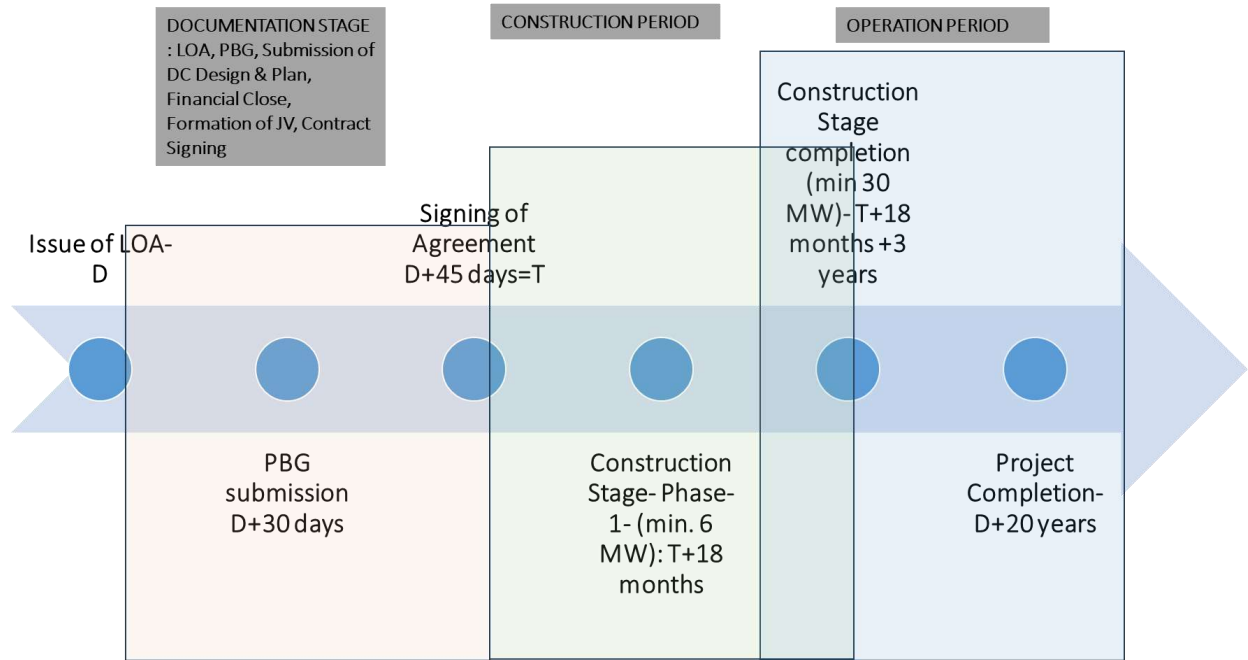 DOCUMENTATION STAGE
: LOA, PBG, Submission of
DC Design & Plan,
Financial Close,
Formation of JV, Contract
Signing
CONSTRUCTION PERIOD
OPERATION PERIOD
Issue of LOA-
D
PBG
submission
D+30 days
Signing of
Agreement
D+45 days=T
Construction
Stage- Phase-
1- (min. 6
MW): T+18
months
Construction
Stage
completion
(min 30
MW)- T+18
months +3
years
Project
Completion-
D+20 years